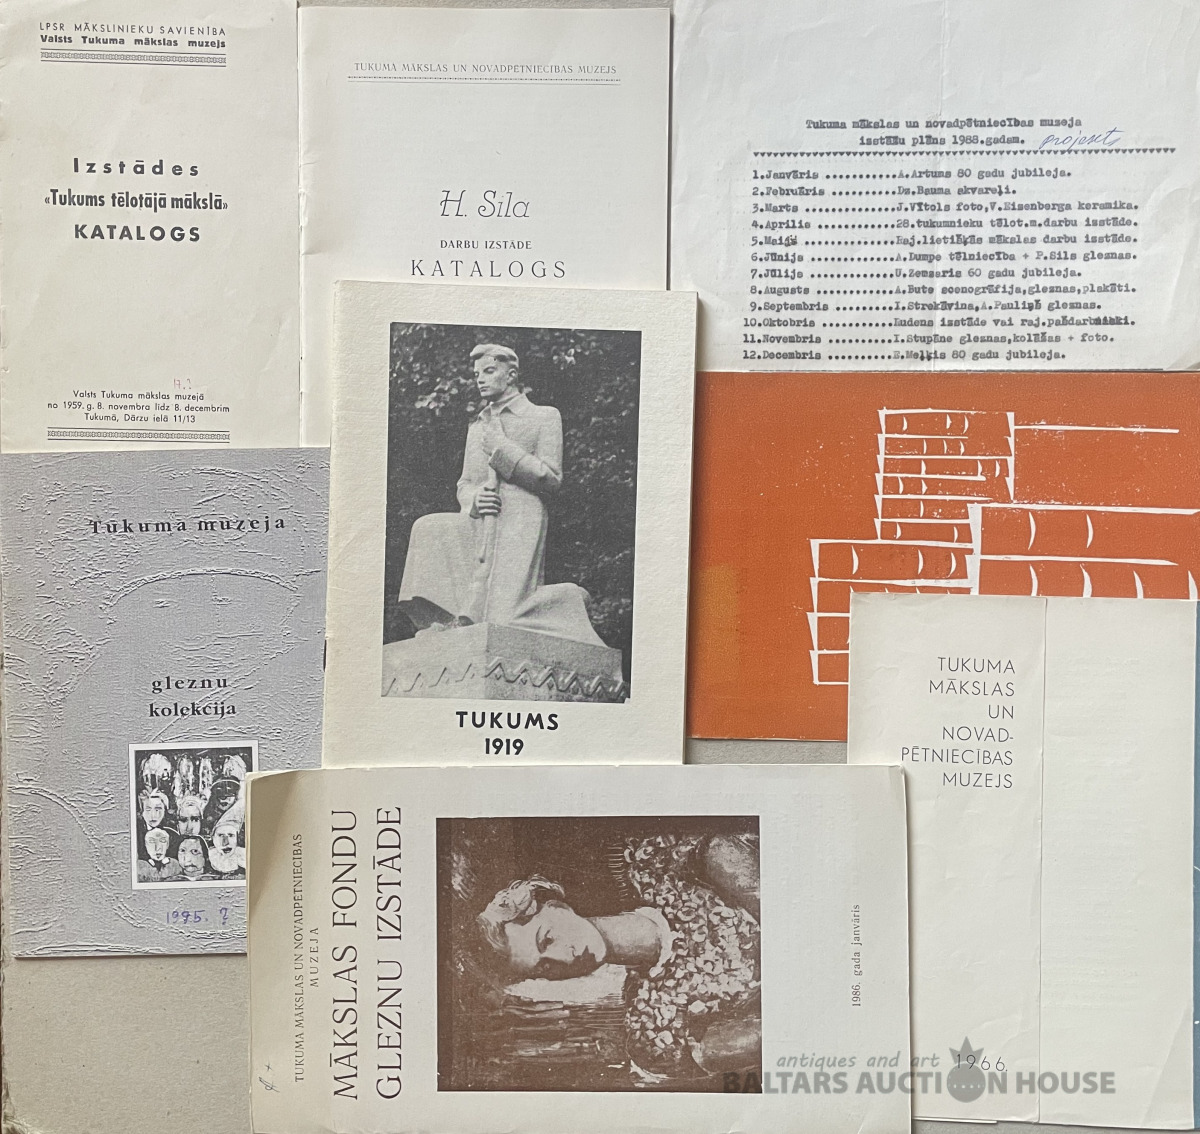 LPSR MĀKSLINIEKU SAVIENĪBA
Valsts Tukuma mākslas muzejs
Izstādes
«Tukums tēlotājā mākslā»
KATALOGS
17.?
Valsts Tukuma mākslas muzejā
no 1959. g. 8. novembra līdz 8. decembrim
Tukumā, Dārzu ielā 11/13
TUKUMA MĀKSLAS UN NOVADPĒTNIECĪBAS MUZEJS
H. Sila
DARBU IZSTĀDE
KATALOGS
Tukuma mākslas un novadpētniecības muzeja
izstāžu plāns 1988.gadam. projekts
1.Janvāris ...........A.Artums 80 gadu jubileja.
2.Februāris ..........Dz.Bauma akvareļi.
3.Marts ..............J.Vītols foto,V.Eizenberga keramika.
4.Aprīlis ............28.tukumnieku tēlot.m.darbu izstāde.
5.Maijs ..............Raj.lietišķās mākslas darbu izstāde.
6.Jūnijs .............A.Dumpe tēlniecība + P.Sils gleznas.
7.Jūlijs .............U.Zemzaris 60 gadu jubileja.
8.Augusts ............A.Bute scenogrāfija,gleznas,plakāti.
9.Septembris .........I.Strekāvina,A.Pauliņš gleznas.
10.Oktobris ..........Rudens izstāde vai raj.pašdarbnieki.
11.Novembris .........I.Stupāne gleznas,kolāžas + foto.
12.Decembris .........E.Meļķis 80 gadu jubileja.
Tukuma muzeja
gleznu
kolekcija
1995. ?
TUKUMS
1919
TUKUMA MĀKSLAS UN NOVADPĒTNIECĪBAS
MUZEJA
MĀKSLAS FONDU
GLEZNU IZSTĀDE
1986. gada janvāris
TUKUMA
MĀKSLAS
UN
NOVAD-
PĒTNIECĪBAS
MUZEJS
1966
antiques and art
BALTARS AUCTION HOUSE